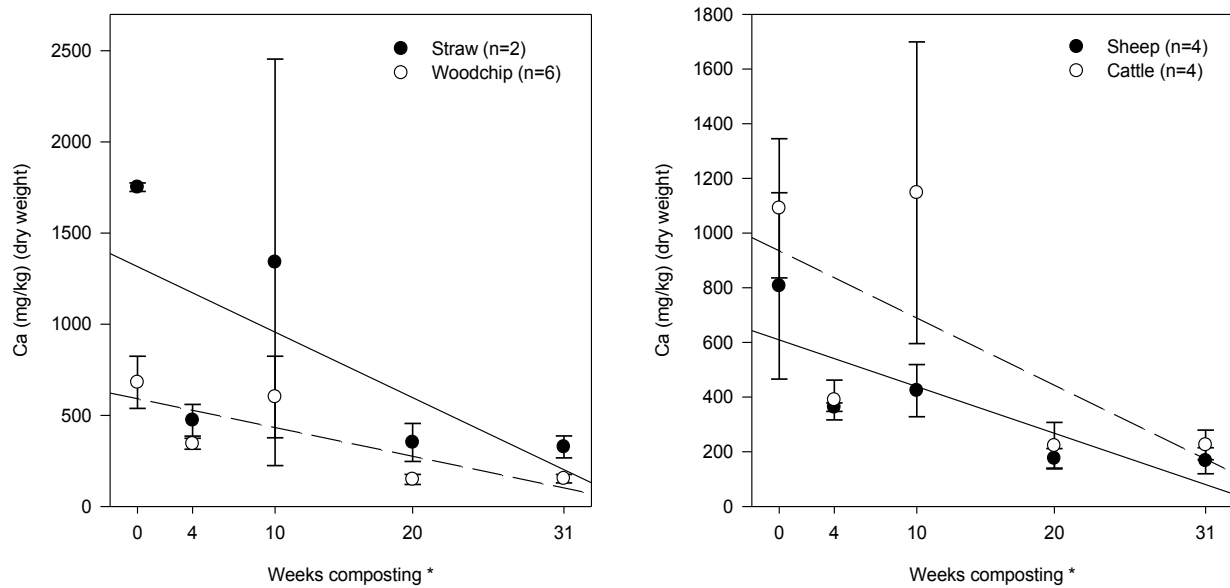 Ca (mg/kg) (dry weight)
2500
2000
1500
1000
500
0
Straw (n=2)
Woodchip (n=6)
0 4 10 20 31
Weeks composting *
Ca (mg/kg) (dry weight)
1800
1600
1400
1200
1000
800
600
400
200
0
Sheep (n=4)
Cattle (n=4)
0 4 10 20 31
Weeks composting *